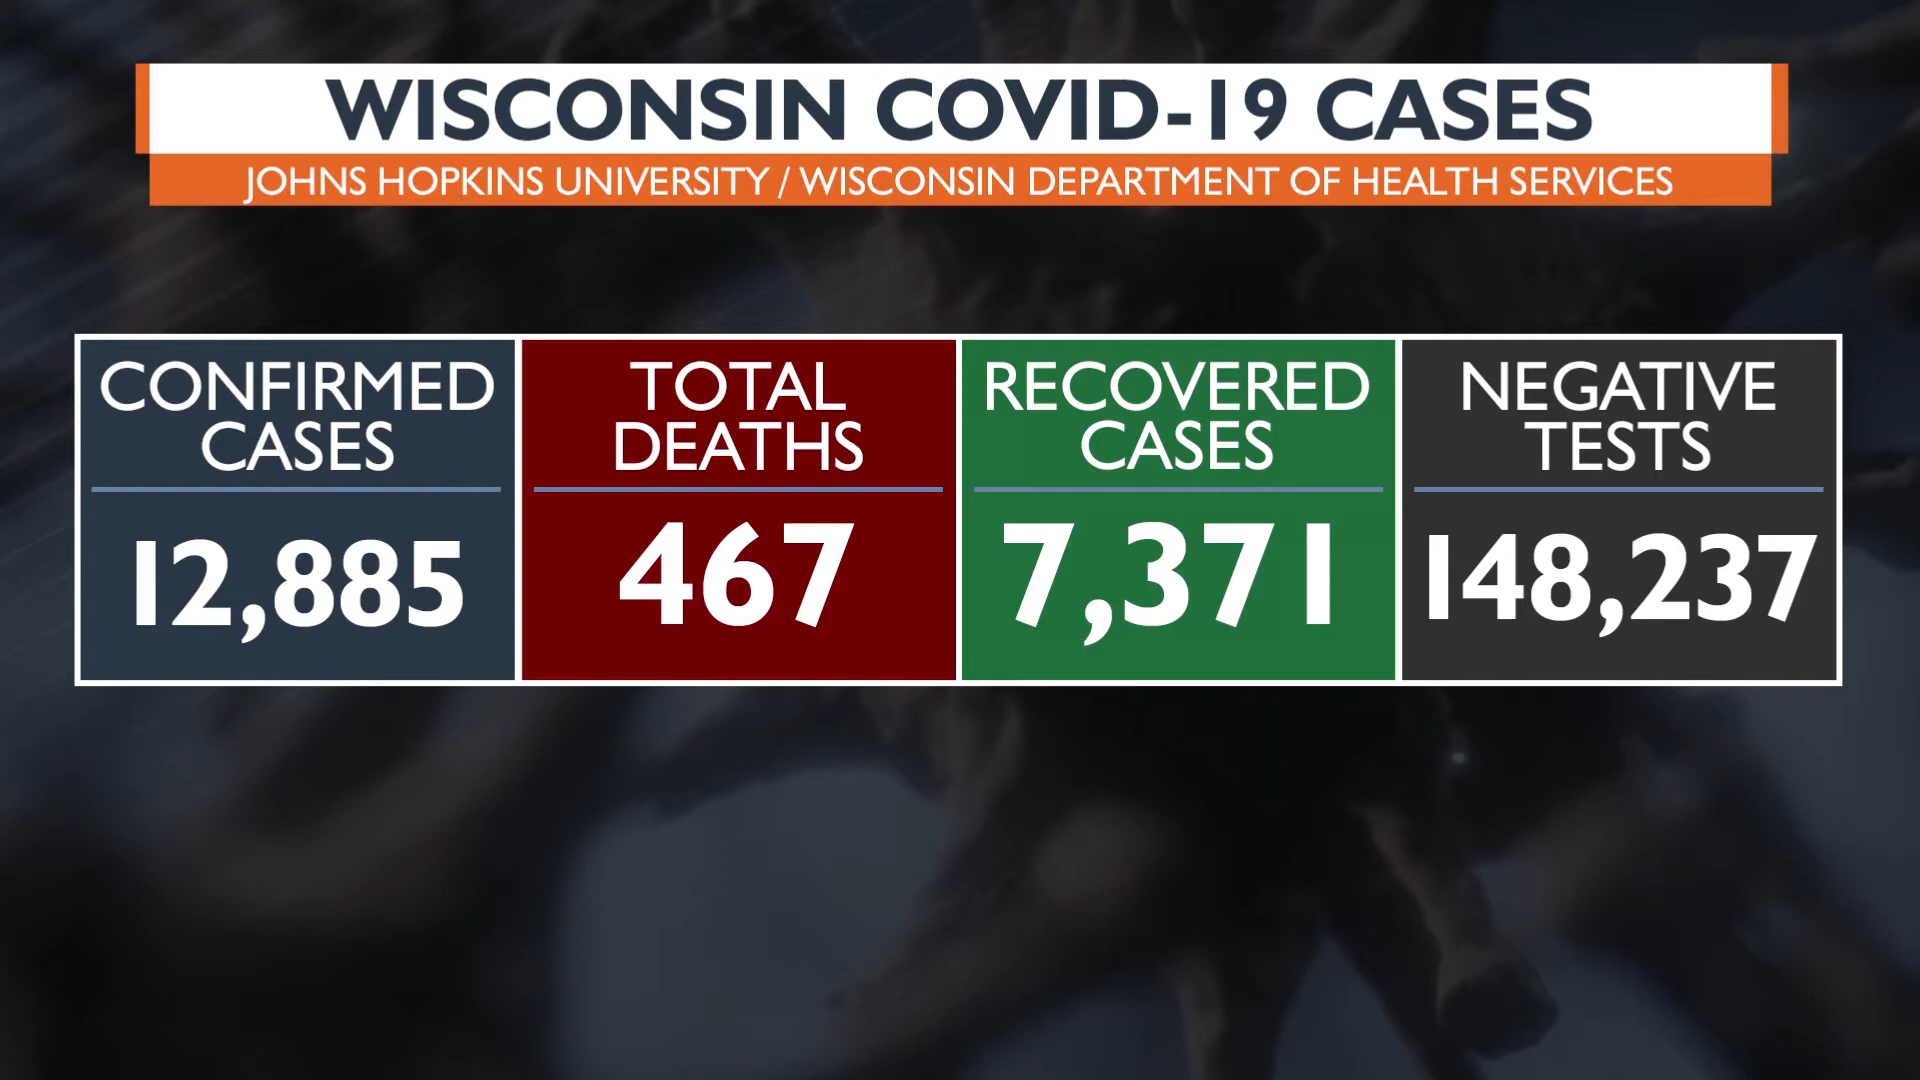 WISCONSIN COVID-19 CASES
JOHNS HOPKINS UNIVERSITY / WISCONSIN DEPARTMENT OF HEALTH SERVICES
CONFIRMED
CASES
12,885
TOTAL
DEATHS
467
RECOVERED
CASES
7,371
NEGATIVE
TESTS
148,237